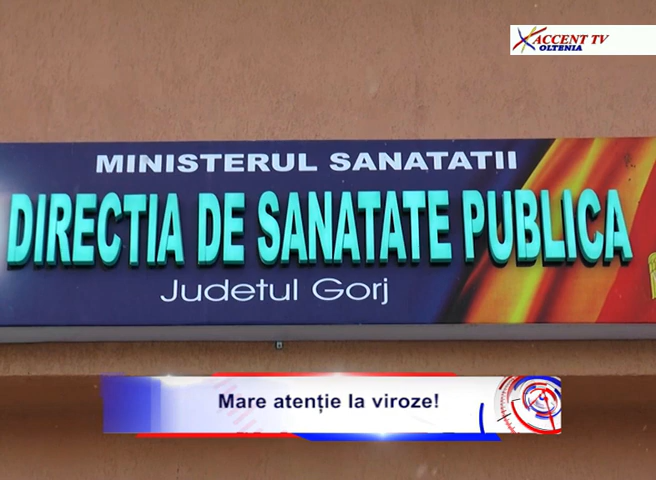 ACCENT TV
OLTENIA
MINISTERUL SANATATII
DIRECTIA DE SANATATE PUBLICA
Judetul Gorj
Mare atenție la viroze!